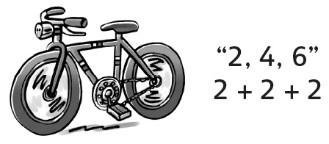 “2, 4, 6”
2 + 2 + 2